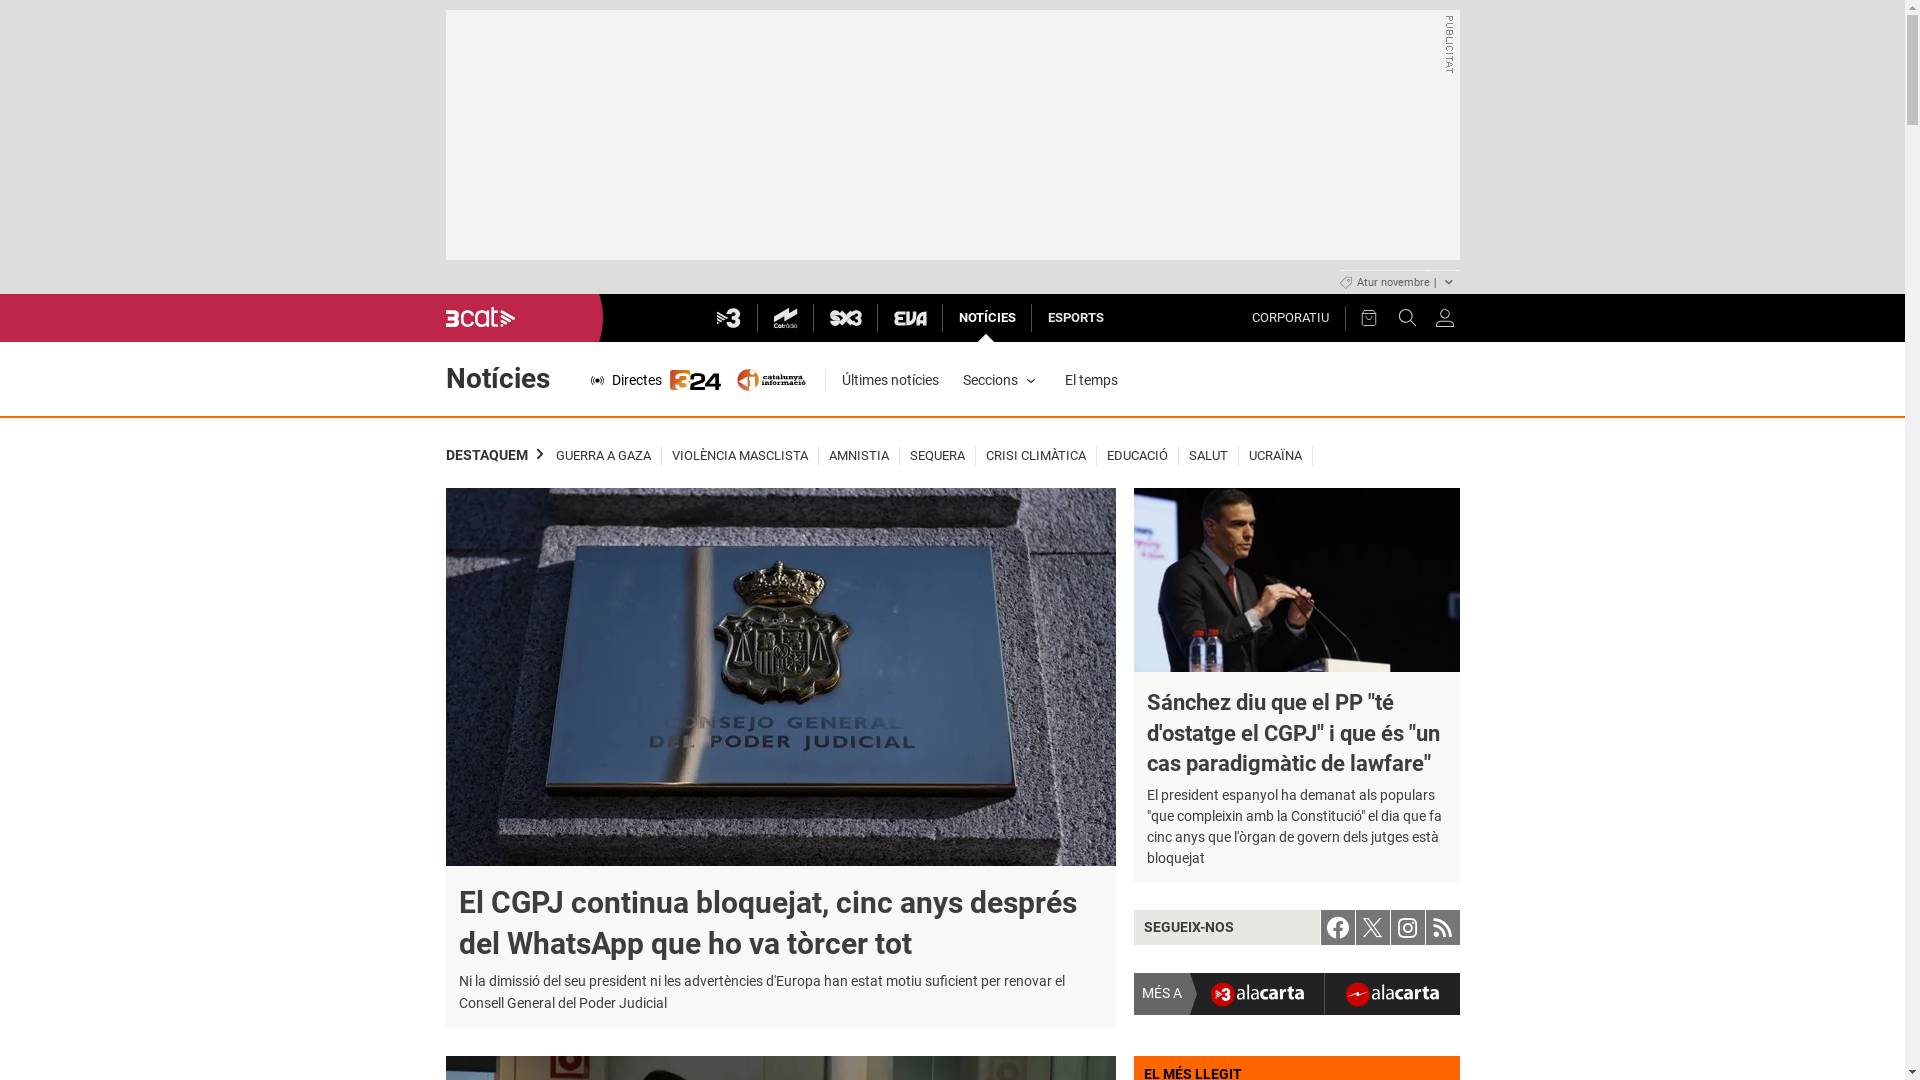 PUBLICITAT
Atur novembre |
3cat
3
Catràdio
SX3
EVA
NOTÍCIES
ESPORTS
CORPORATIU
Notícies
Directes
324
catalunya
informació
Últimes notícies
Seccions
El temps
DESTAQUEM
GUERRA A GAZA
VIOLÈNCIA MASCLISTA
AMNISTIA
SEQUERA
CRISI CLIMÀTICA
EDUCACIÓ
SALUT
UCRAÏNA
CONSEJO GENERAL
DEL PODER JUDICIAL
El CGPJ continua bloquejat, cinc anys després
del WhatsApp que ho va tòrcer tot
Ni la dimissió del seu president ni les advertències d'Europa han estat motiu suficient per renovar el
Consell General del Poder Judicial
Sánchez diu que el PP "té
d'ostatge el CGPJ" i que és "un
cas paradigmàtic de lawfare"
El president espanyol ha demanat als populars
"que compleixin amb la Constitució" el dia que fa
cinc anys que l'òrgan de govern dels jutges està
bloquejat
SEGUEIX-NOS
MÉS A
3 alacarta
alacarta
EL MÉS LLEGIT